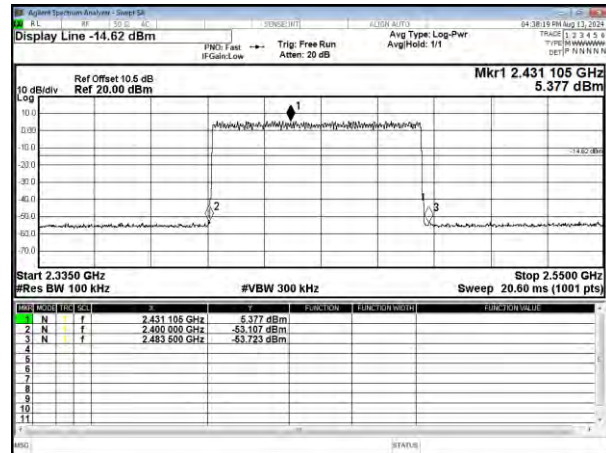 Agilent Spectrum Analyzer - Swept SA
RL RF 50 Ω AC SENSE:INT ALIGN AUTO 04:38:19 PM Aug 13, 2024
Display Line -14.62 dBm
PNO: Fast Trig: Free Run
IFGain:Low Atten: 20 dB
Avg Type: Log-Pwr
Avg|Hold: 1/1
TRACE 1 2 3 4 5 6
TYPE MWWWWW
DET P N N N N N
Mkr1 2.431 105 GHz
5.377 dBm
Ref Offset 10.5 dB
10 dB/div Ref 20.00 dBm
Log
10.0
0.00
-10.0
-20.0
-30.0
-40.0
-50.0
-60.0
-70.0
1
-14.62 dBm
2
3
Start 2.3350 GHz
Stop 2.5500 GHz
#Res BW 100 kHz #VBW 300 kHz Sweep 20.60 ms (1001 pts)
MKR MODE TRC SCL X Y FUNCTION FUNCTION WIDTH FUNCTION VALUE
1 N 1 f 2.431 105 GHz 5.377 dBm
2 N 1 f 2.400 000 GHz -53.107 dBm
3 N 1 f 2.483 500 GHz -53.723 dBm
4
5
6
7
8
9
10
11
MSG STATUS